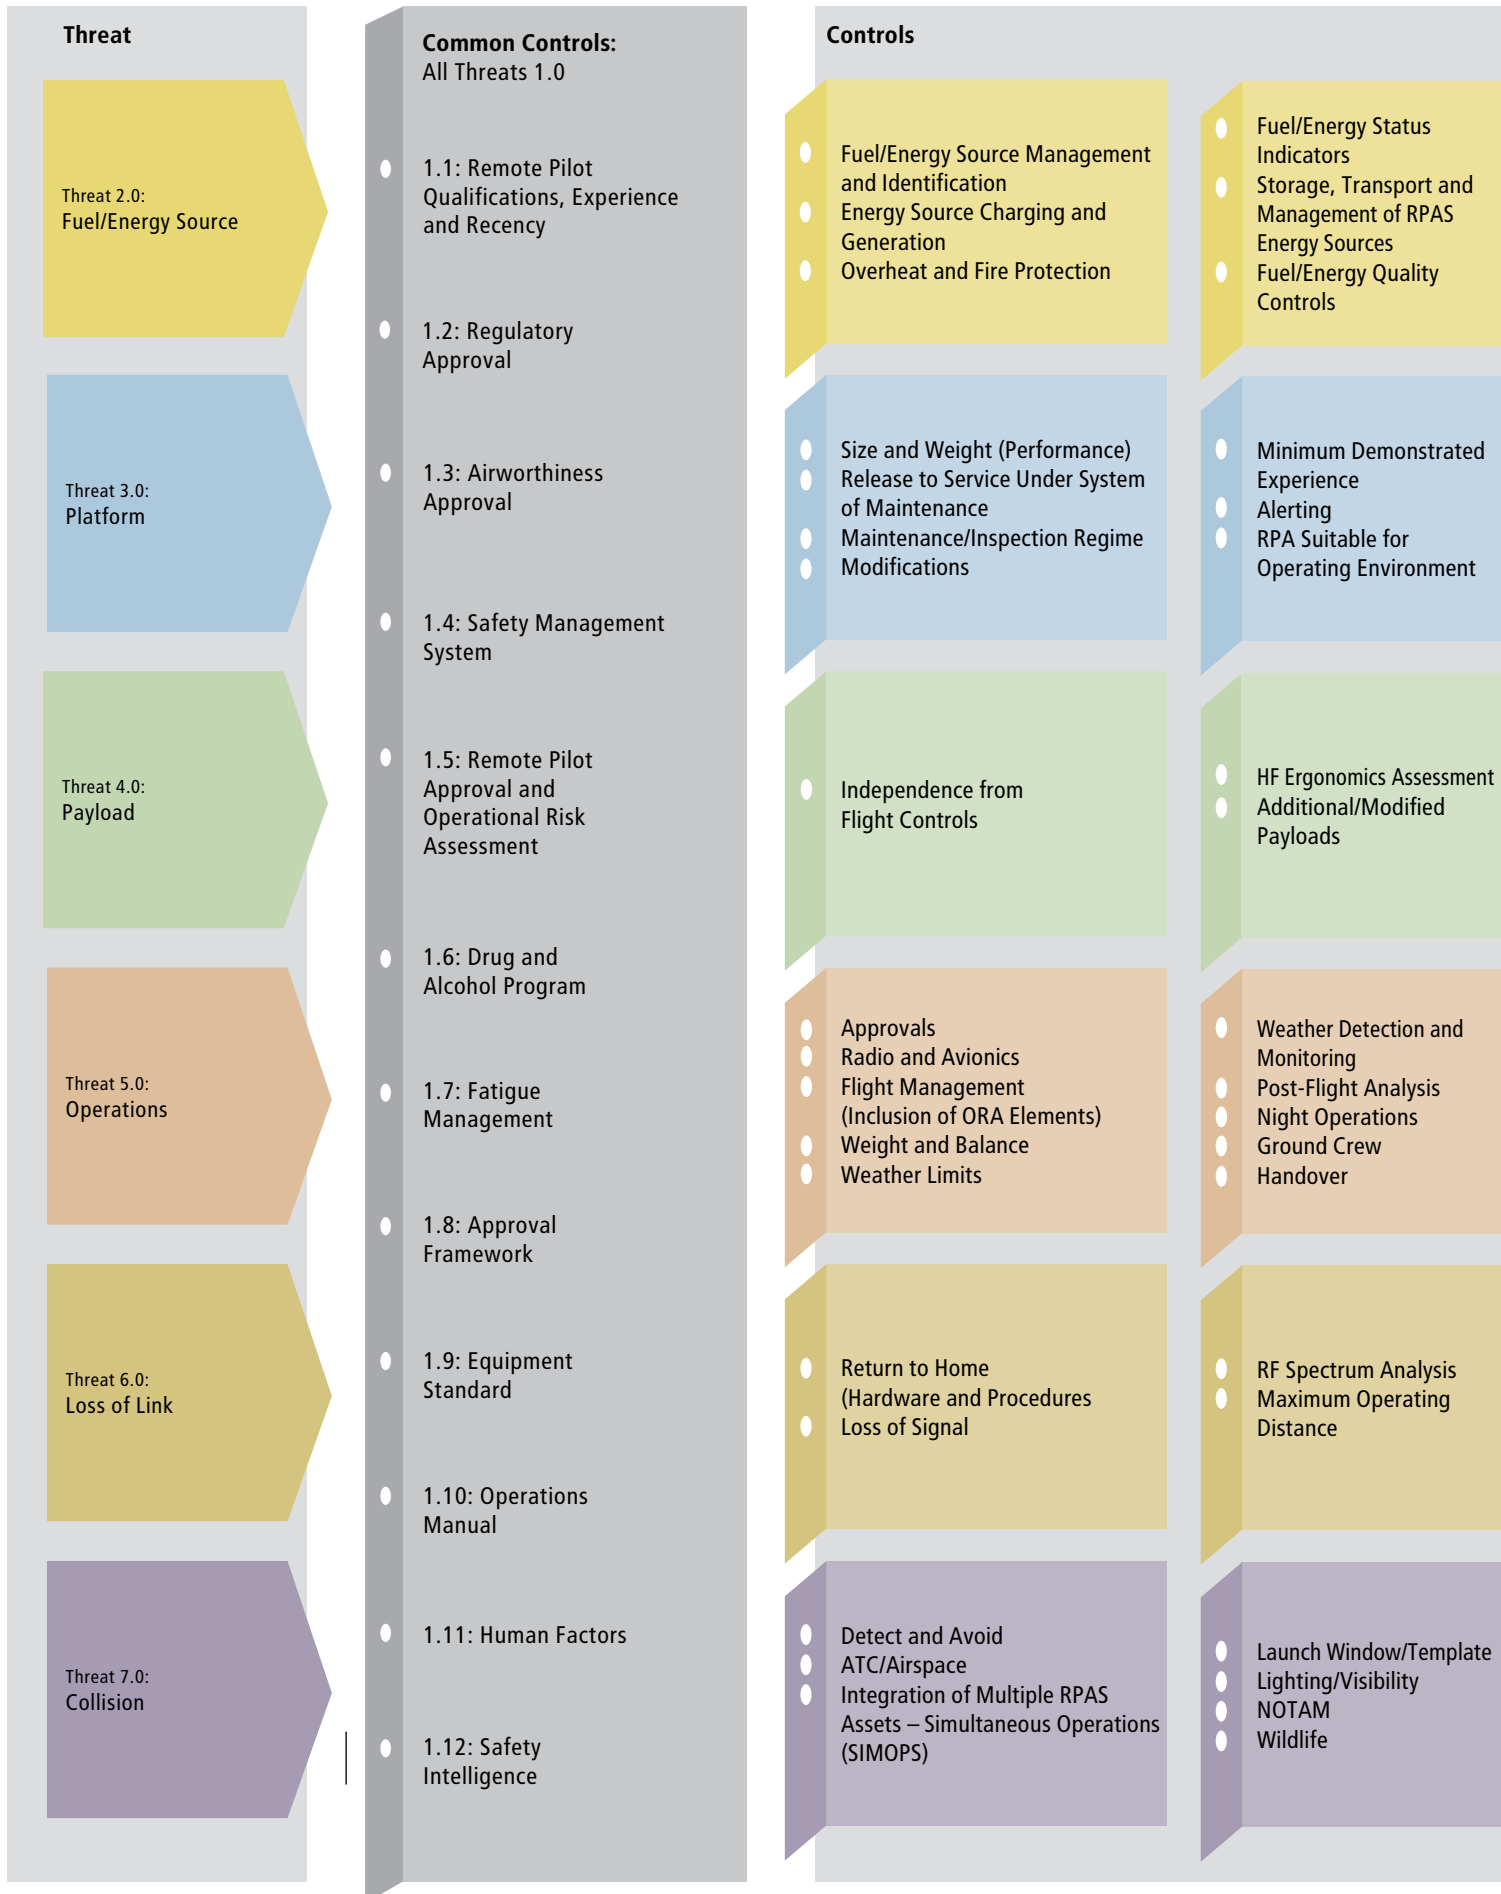 Threat
Threat 2.0:
Fuel/Energy Source
Threat 3.0:
Platform
Threat 4.0:
Payload
Threat 5.0:
Operations
Threat 6.0:
Loss of Link
Threat 7.0:
Collision
Common Controls:
All Threats 1.0
1.1: Remote Pilot
Qualifications, Experience
and Recency
1.2: Regulatory
Approval
1.3: Airworthiness
Approval
1.4: Safety Management
System
1.5: Remote Pilot
Approval and
Operational Risk
Assessment
1.6: Drug and
Alcohol Program
1.7: Fatigue
Management
1.8: Approval
Framework
1.9: Equipment
Standard
1.10: Operations
Manual
1.11: Human Factors
1.12: Safety
Intelligence
Controls
Fuel/Energy Source Management
and Identification
Energy Source Charging and
Generation
Overheat and Fire Protection
Fuel/Energy Status
Indicators
Storage, Transport and
Management of RPAS
Energy Sources
Fuel/Energy Quality
Controls
Size and Weight (Performance)
Release to Service Under System
of Maintenance
Maintenance/Inspection Regime
Modifications
Minimum Demonstrated
Experience
Alerting
RPA Suitable for
Operating Environment
Independence from
Flight Controls
HF Ergonomics Assessment
Additional/Modified
Payloads
Approvals
Radio and Avionics
Flight Management
(Inclusion of ORA Elements)
Weight and Balance
Weather Limits
Weather Detection and
Monitoring
Post-Flight Analysis
Night Operations
Ground Crew
Handover
Return to Home
(Hardware and Procedures
Loss of Signal
RF Spectrum Analysis
Maximum Operating
Distance
Detect and Avoid
ATC/Airspace
Integration of Multiple RPAS
Assets – Simultaneous Operations
(SIMOPS)
Launch Window/Template
Lighting/Visibility
NOTAM
Wildlife